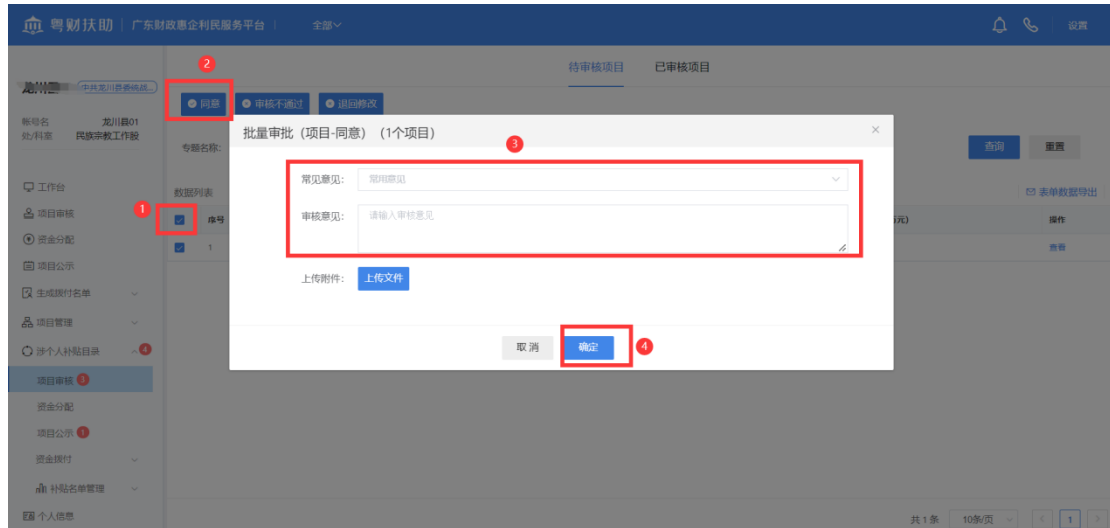 粤财扶助 | 广东财政惠企利民服务平台 | 全部
设置
待审核项目 已审核项目
2
同意 审核不通过 退回修改
帐号名 龙川县01
处/科室 民族宗教工作股
批量审批（项目-同意）（1个项目） ×
3
专题名称:
查询 重置
常见意见: 常用意见
工作台
数据列表
表单数据导出
项目审核
1
序号
审核意见: 请输入审核意见
操作
资金分配
1
查看
项目公示
上传附件: 上传文件
生成拨付名单
项目管理
取消 确定 4
涉个人补贴目录 4
项目审核 3
资金分配
项目公示 1
资金拨付
补贴名单管理
个人信息
共 1 条 10条/页 < 1 >